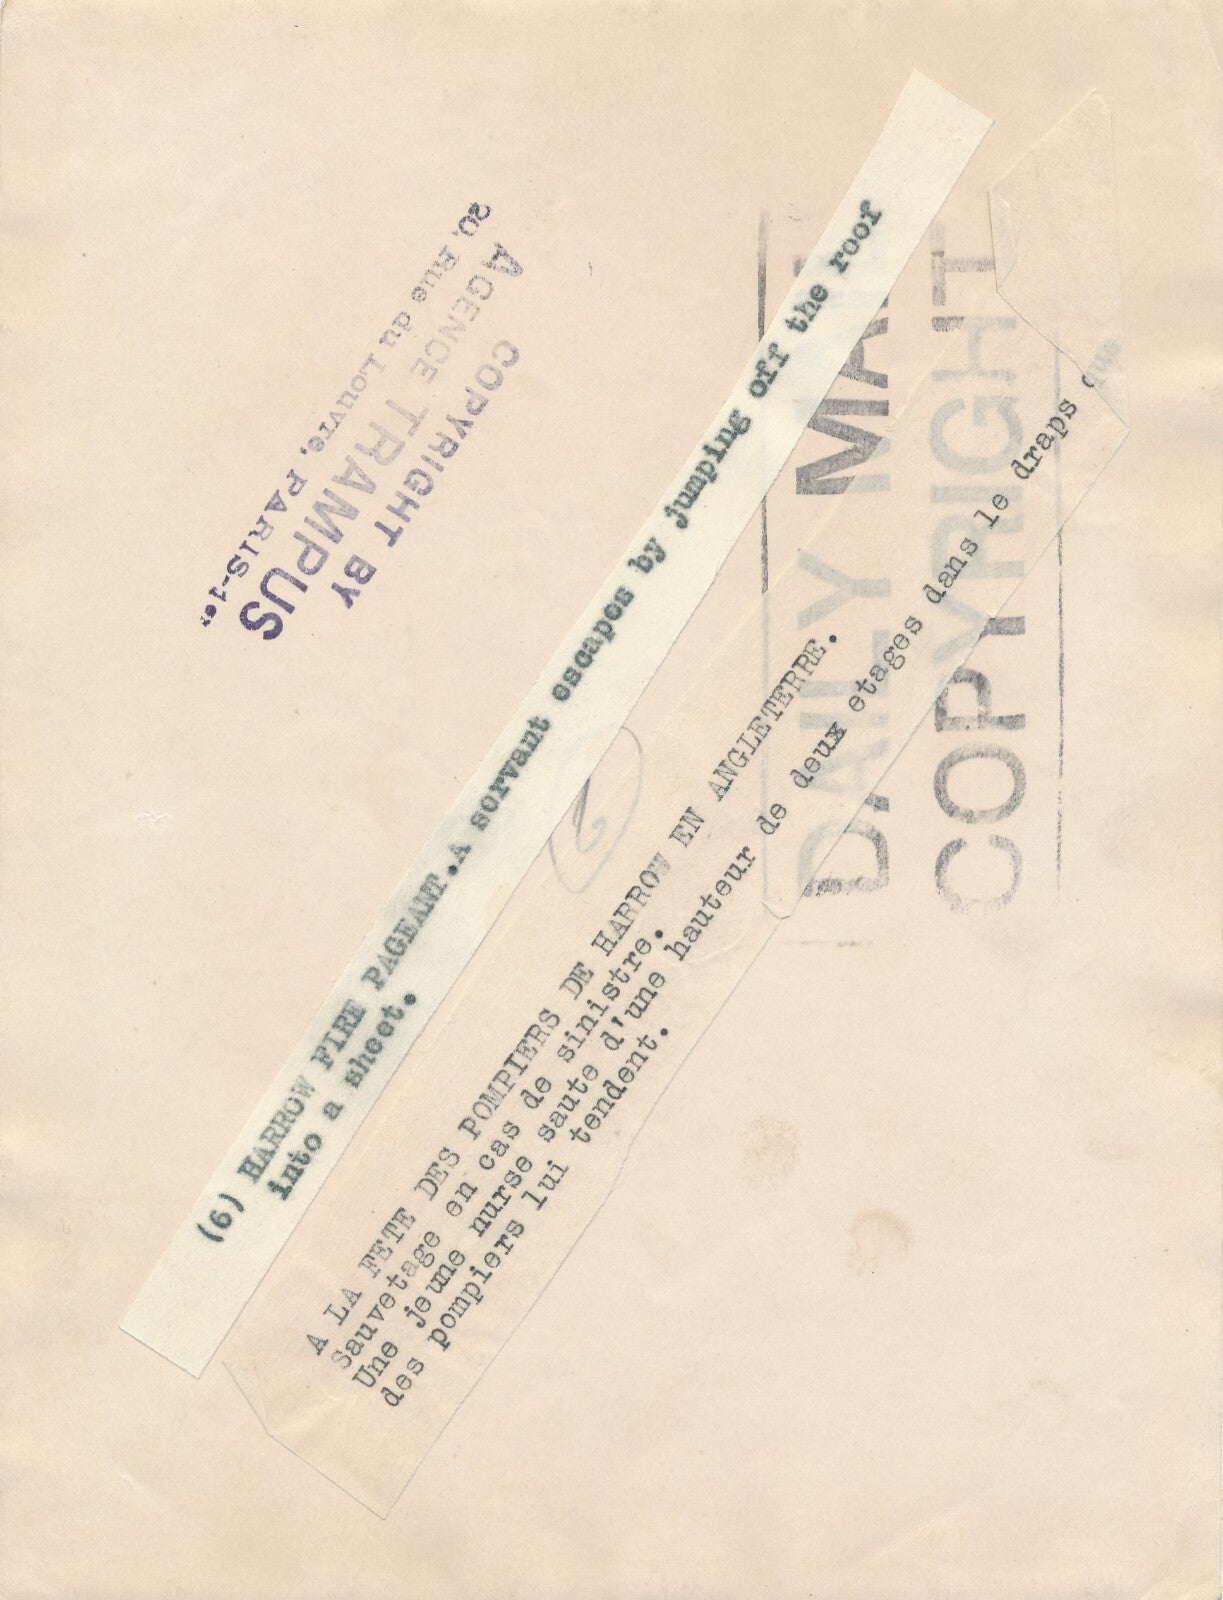 COPYRIGHT BY
AGENCE TRAMPUS
20, Rue du Louvre, PARIS-1er
DAILY MAIL
COPYRIGHT
(6) HARROW FIRE PAGEANT.A servant escapes by jumping off the roof
into a sheet.
A LA FETE DES POMPIERS DE HARROW EN ANGLETERRE.
Sauvetage en cas de sinistre.
Une jeune nurse saute d'une hauteur de deux etages dans le draps que
des pompiers lui tendent.